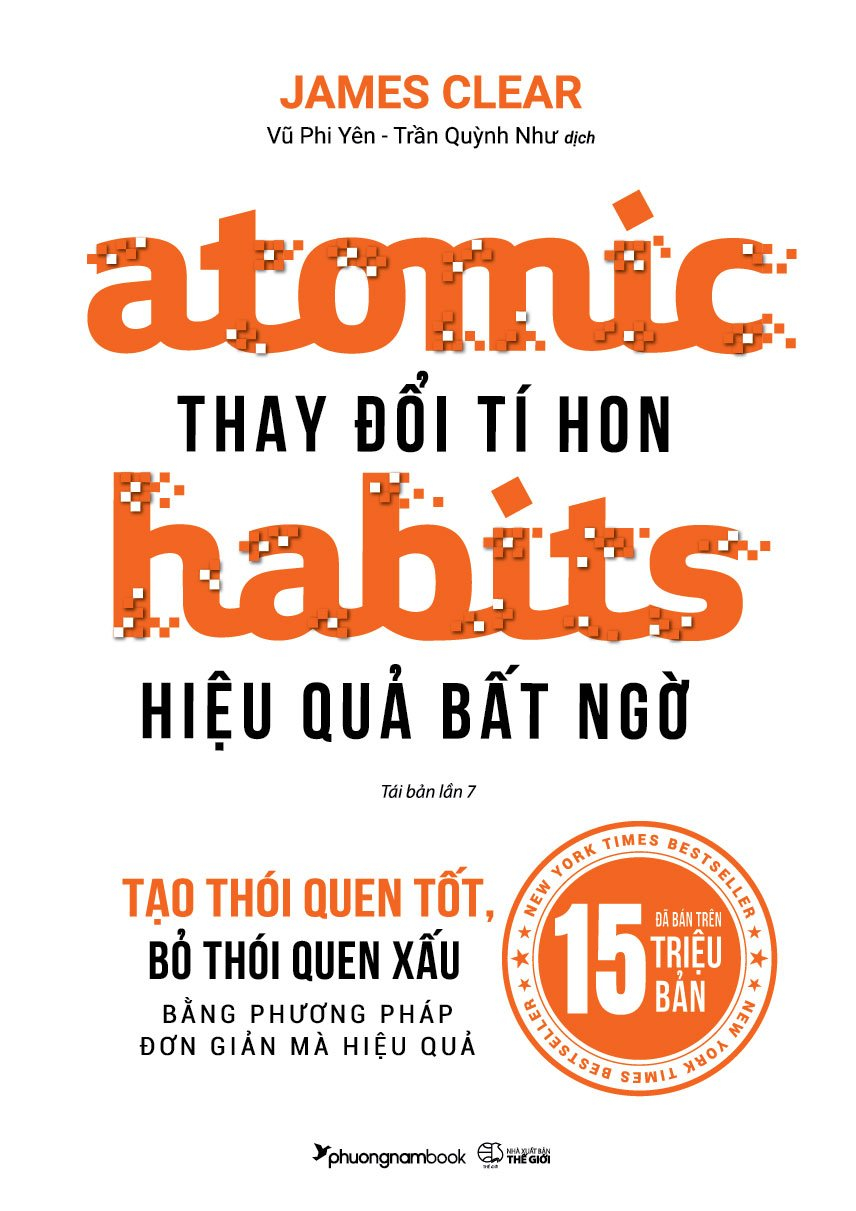 JAMES CLEAR
Vũ Phi Yên - Trần Quỳnh Như dịch
atomic
THAY ĐỔI TÍ HON
habits
HIỆU QUẢ BẤT NGỜ
Tái bản lần 7
TẠO THÓI QUEN TỐT,
BỎ THÓI QUEN XẤU
BẰNG PHƯƠNG PHÁP
ĐƠN GIẢN MÀ HIỆU QUẢ
NEW YORK TIMES BESTSELLER
15
ĐÃ BÁN TRÊN
TRIỆU
BẢN
NEW YORK TIMES BESTSELLER
phuongnambook
THẾ GIỚI
NHÀ XUẤT BẢN
THẾ GIỚI